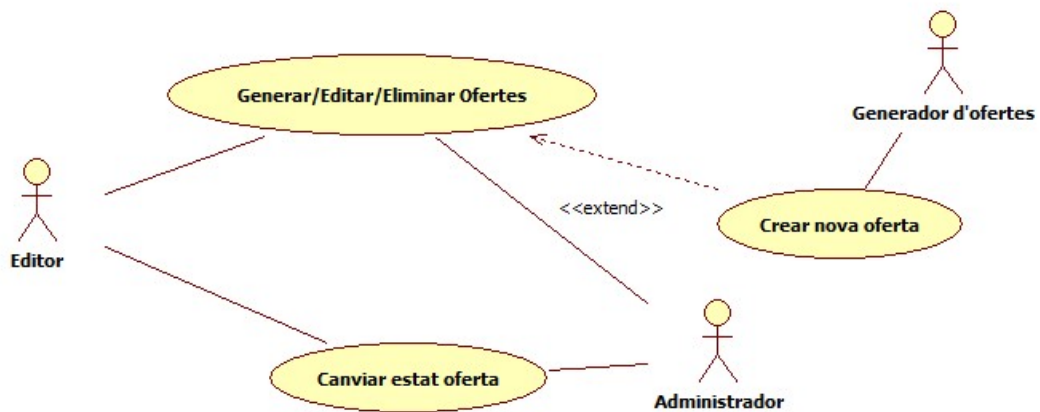 Generar/Editar/Eliminar Ofertes
Generador d'ofertes
<<extend>>
Crear nova oferta
Editor
Canviar estat oferta
Administrador